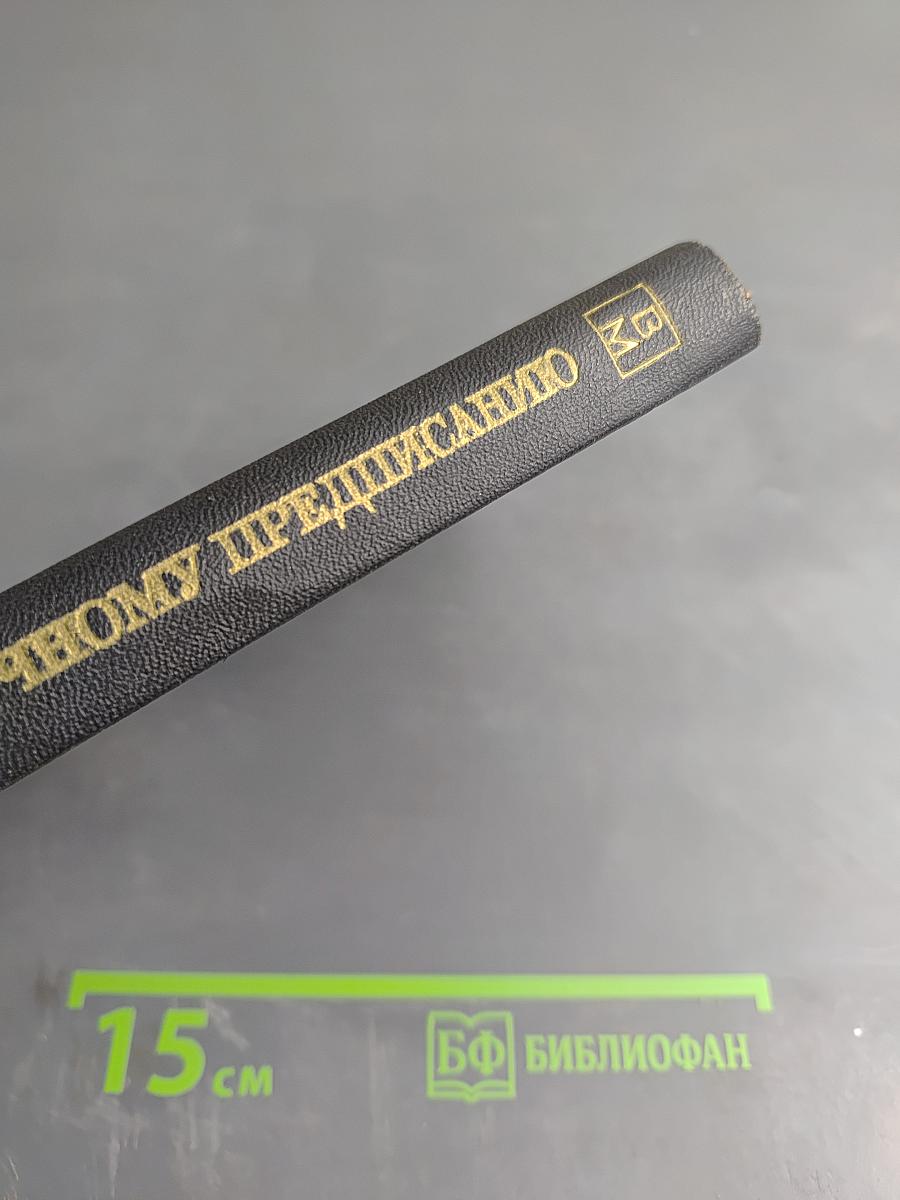 ЧНОМУ ПРЕДПИСАНИЮ
В
М
15 см
БФ БИБЛИОФАН